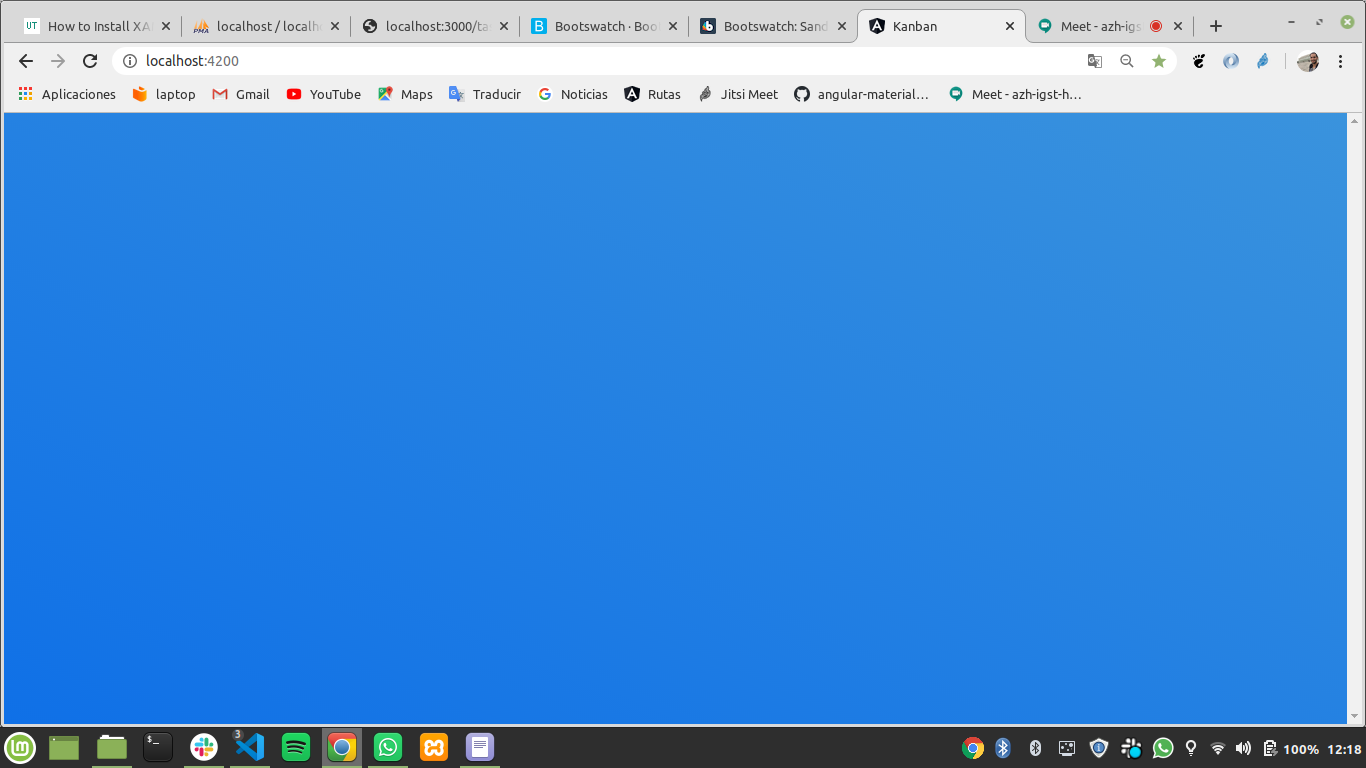 UT How to Install XA
PMA localhost / localh
localhost:3000/ta
B Bootswatch · Boo
Bootswatch: Sand
Kanban
Meet - azh-igs
localhost:4200
Aplicaciones
laptop
Gmail
YouTube
Maps
Traducir
Noticias
Rutas
Jitsi Meet
angular-material...
Meet - azh-igst-h...
$_
3
100%
12:18